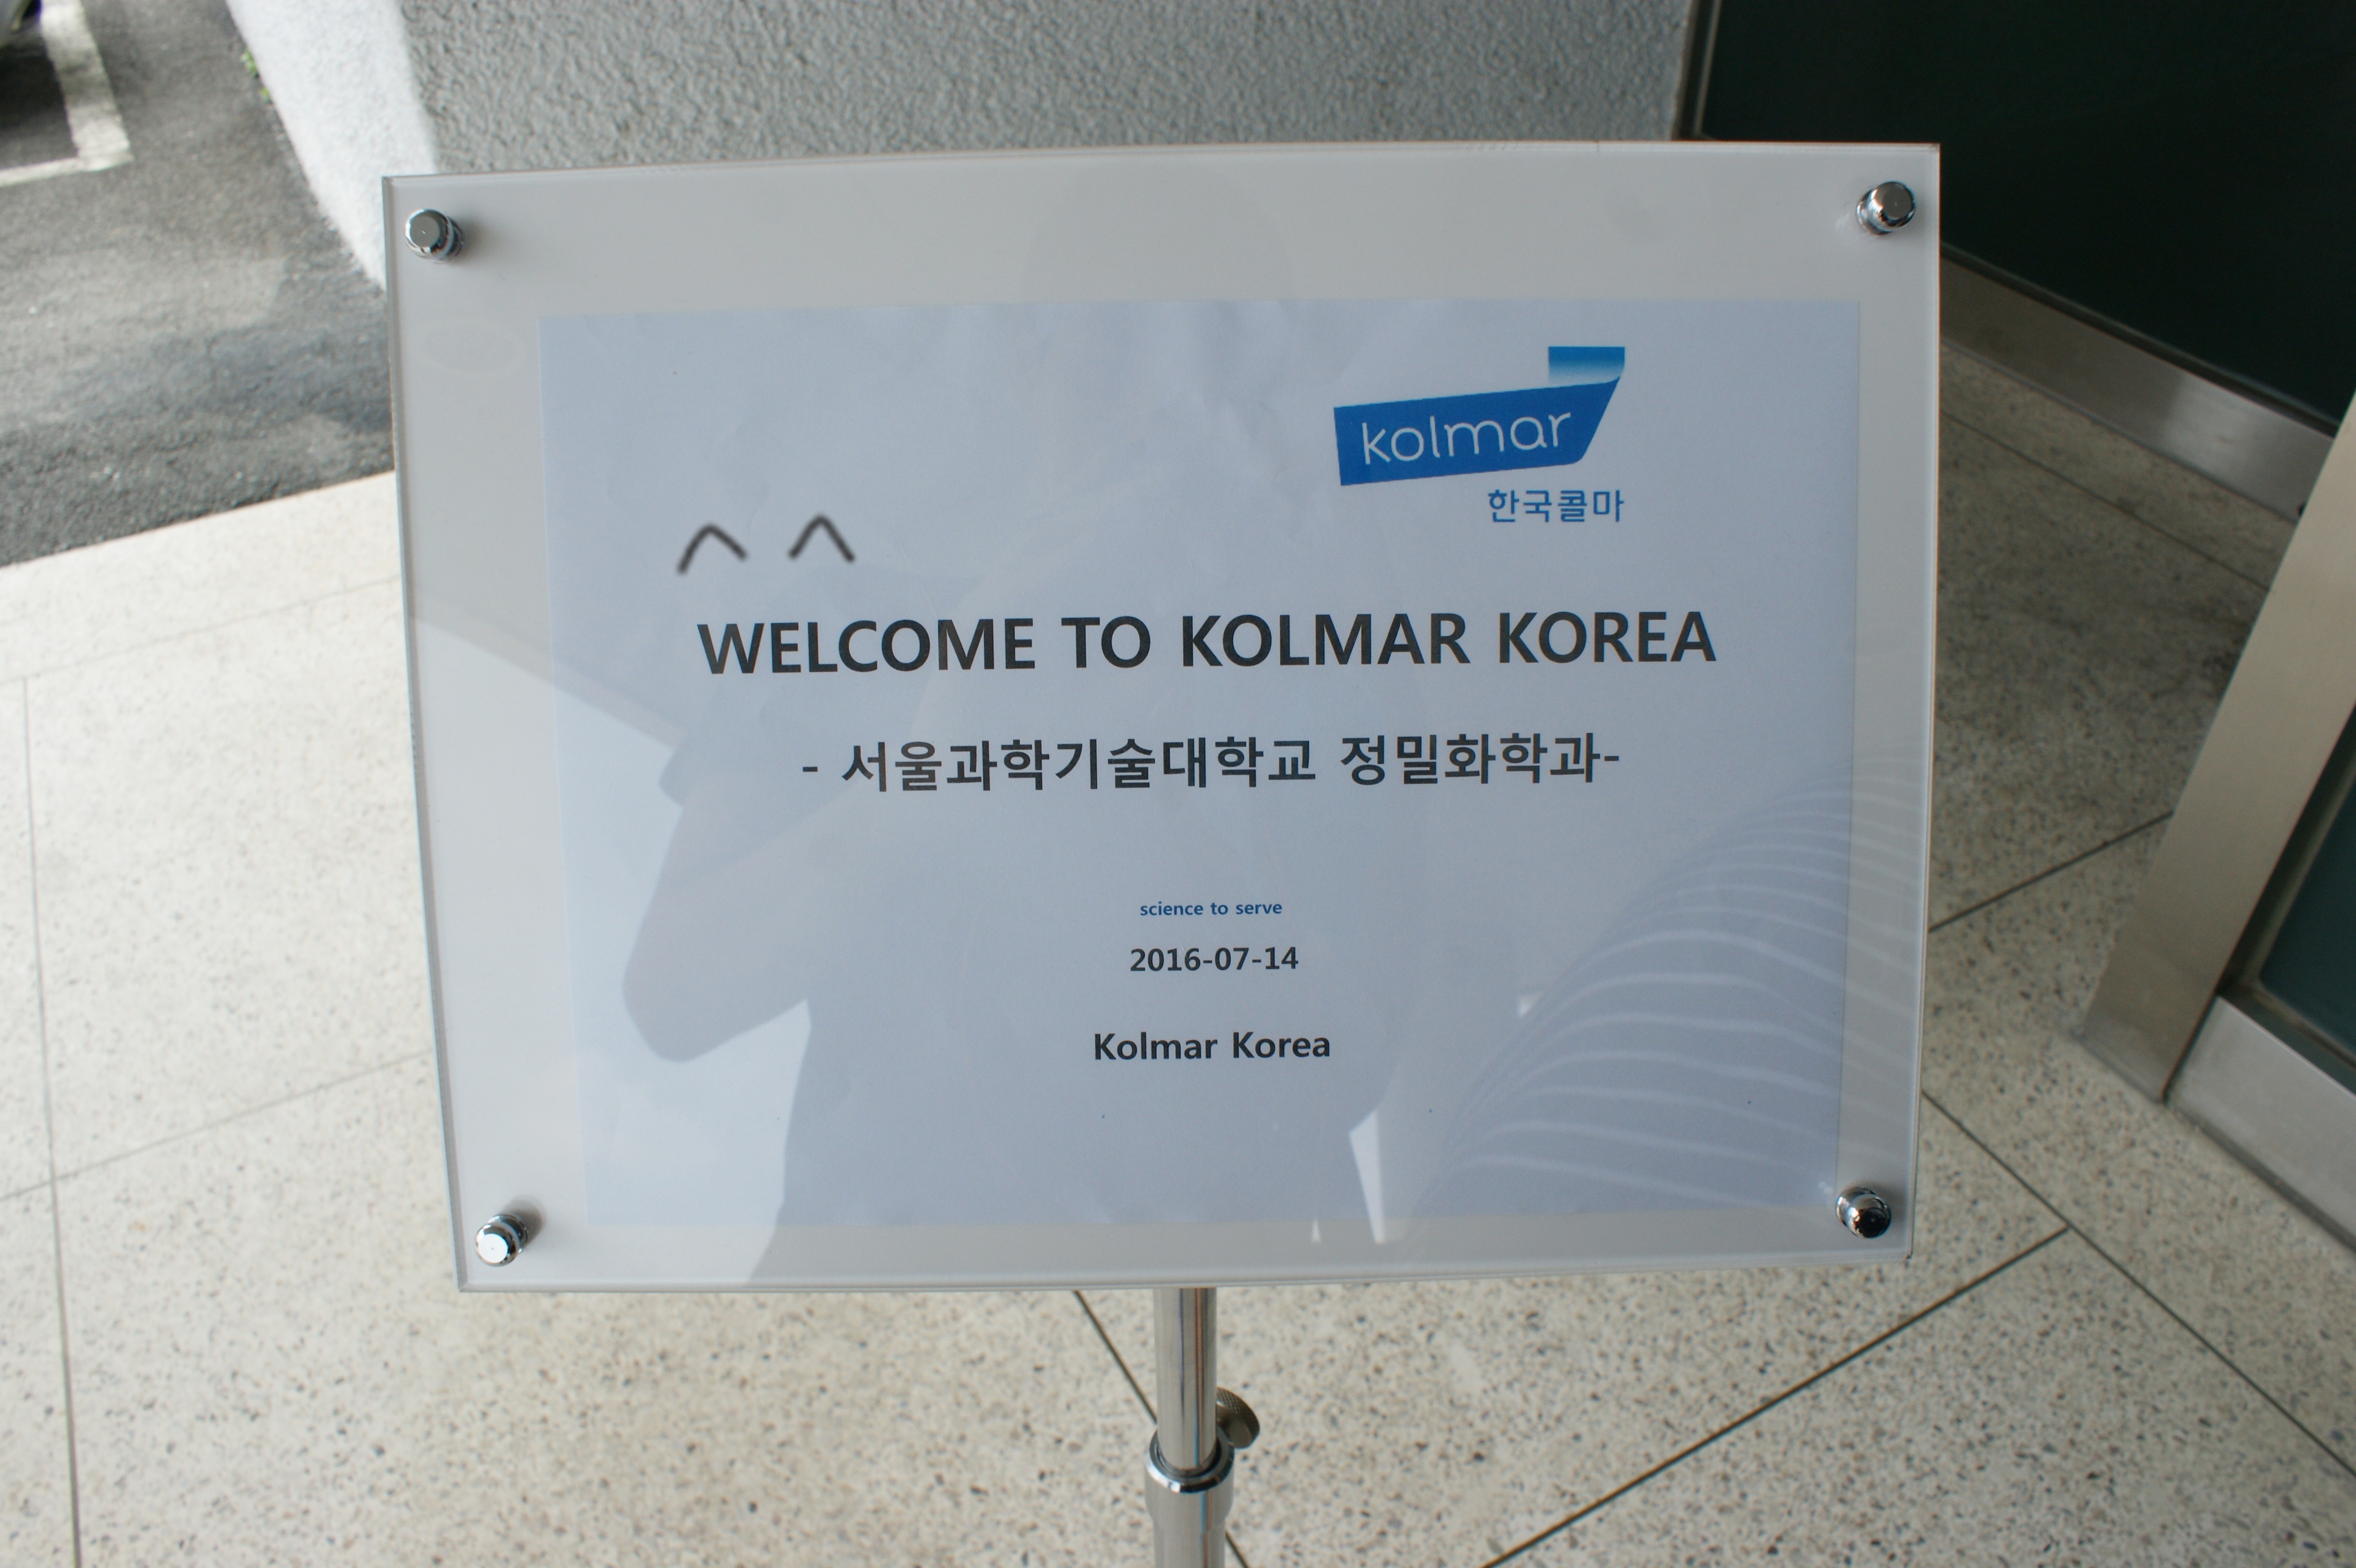 kolmar
한국콜마
^ ^
WELCOME TO KOLMAR KOREA
- 서울과학기술대학교 정밀화학과-
science to serve
2016-07-14
Kolmar Korea